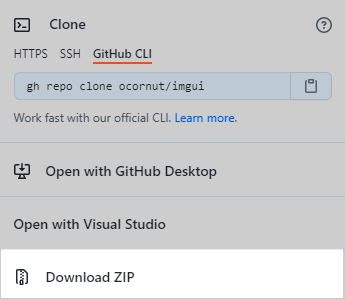 Clone
HTTPS SSH GitHub CLI
gh repo clone ocornut/imgui
Work fast with our official CLI. Learn more.
Open with GitHub Desktop
Open with Visual Studio
Download ZIP